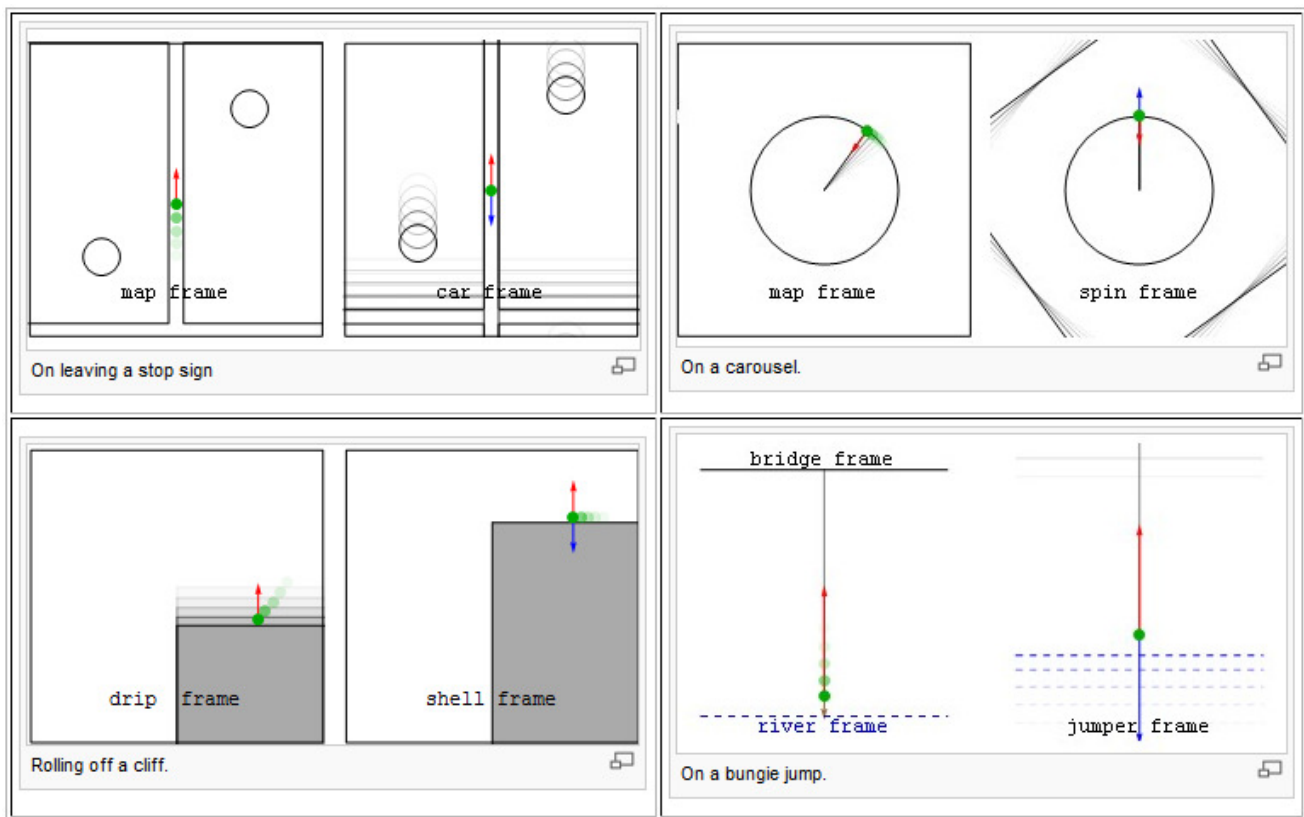 map frame
car frame
On leaving a stop sign
map frame
spin frame
On a carousel.
drip frame
shell frame
Rolling off a cliff.
bridge frame
river frame
jumper frame
On a bungie jump.